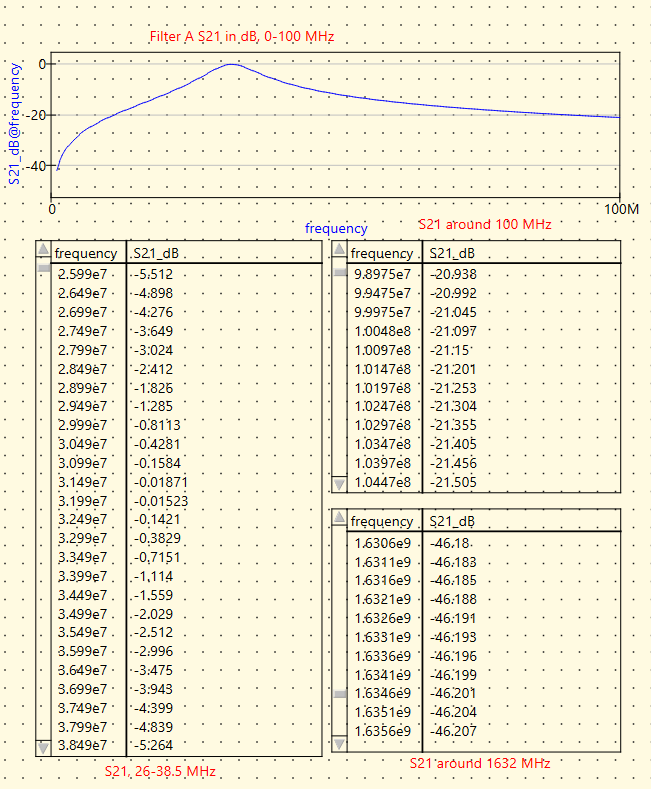 Filter A S21 in dB, 0-100 MHz
S21_dB@frequency
0
-20
-40
0
100M
frequency
S21 around 100 MHz
frequency S21_dB
2.599e7 -5.512
2.649e7 -4.898
2.699e7 -4.276
2.749e7 -3.649
2.799e7 -3.024
2.849e7 -2.412
2.899e7 -1.826
2.949e7 -1.285
2.999e7 -0.8113
3.049e7 -0.4281
3.099e7 -0.1584
3.149e7 -0.01871
3.199e7 -0.01523
3.249e7 -0.1421
3.299e7 -0.3829
3.349e7 -0.7151
3.399e7 -1.114
3.449e7 -1.559
3.499e7 -2.029
3.549e7 -2.512
3.599e7 -2.996
3.649e7 -3.475
3.699e7 -3.943
3.749e7 -4.399
3.799e7 -4.839
3.849e7 -5.264
S21, 26-38.5 MHz
frequency S21_dB
9.8975e7 -20.938
9.9475e7 -20.992
9.9975e7 -21.045
1.0048e8 -21.097
1.0097e8 -21.15
1.0147e8 -21.201
1.0197e8 -21.253
1.0247e8 -21.304
1.0297e8 -21.355
1.0347e8 -21.405
1.0397e8 -21.456
1.0447e8 -21.505
frequency S21_dB
1.6306e9 -46.18
1.6311e9 -46.183
1.6316e9 -46.185
1.6321e9 -46.188
1.6326e9 -46.191
1.6331e9 -46.193
1.6336e9 -46.196
1.6341e9 -46.199
1.6346e9 -46.201
1.6351e9 -46.204
1.6356e9 -46.207
S21 around 1632 MHz